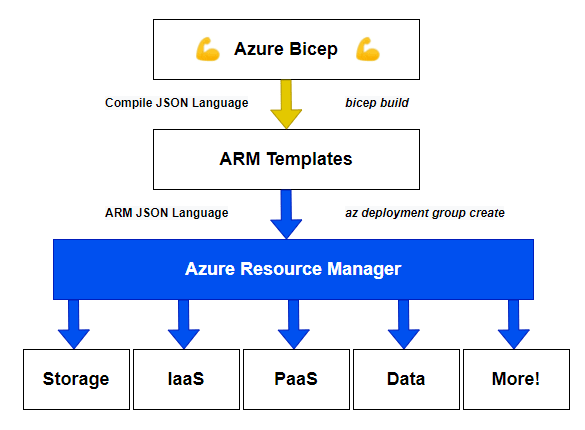 Azure Bicep
Compile JSON Language
bicep build
ARM Templates
ARM JSON Language
az deployment group create
Azure Resource Manager
Storage
IaaS
PaaS
Data
More!